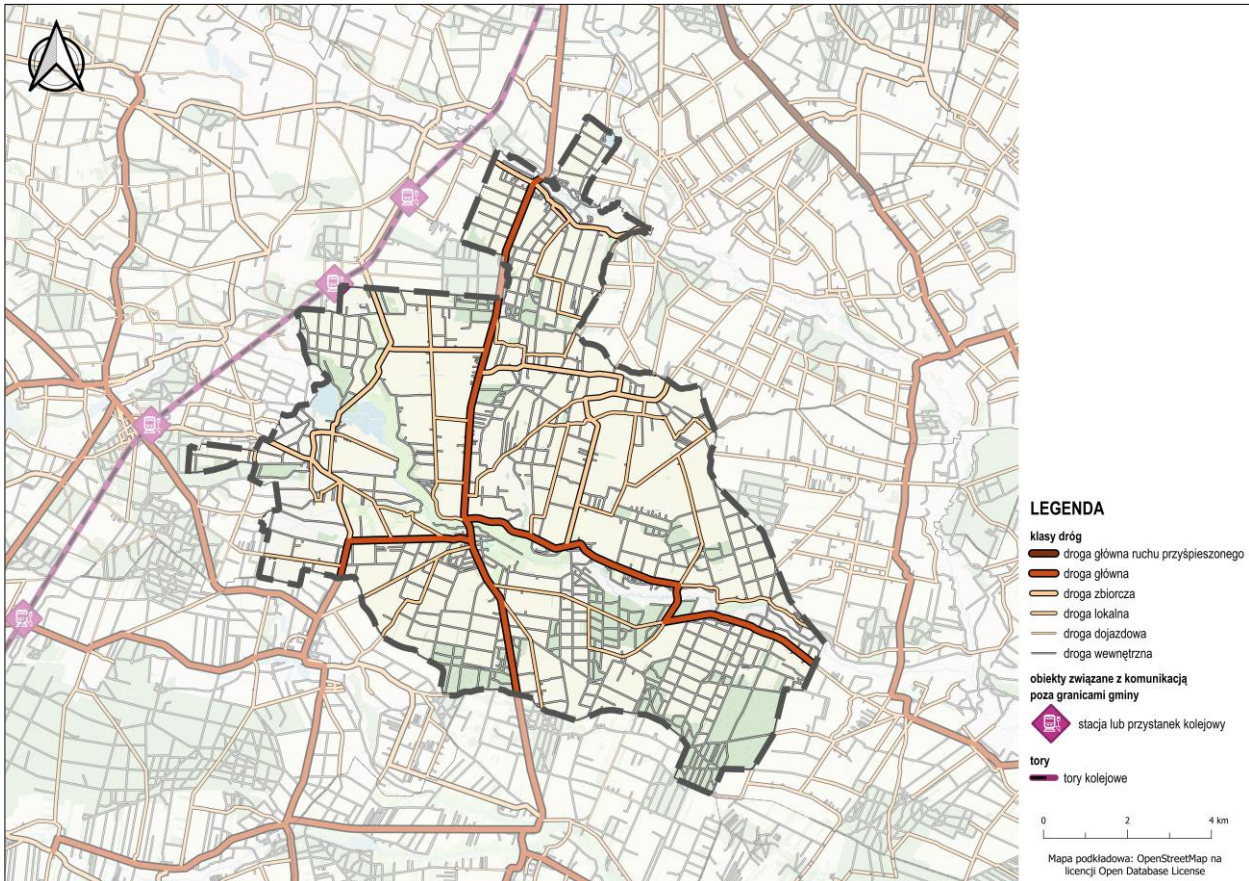 LEGENDA
klasy dróg
droga główna ruchu przyśpieszonego
droga główna
droga zbiorcza
droga lokalna
droga dojazdowa
droga wewnętrzna
obiekty związane z komunikacją
poza granicami gminy
stacja lub przystanek kolejowy
tory
tory kolejowe
0 2 4 km
Mapa podkładowa: OpenStreetMap na
licencji Open Database License